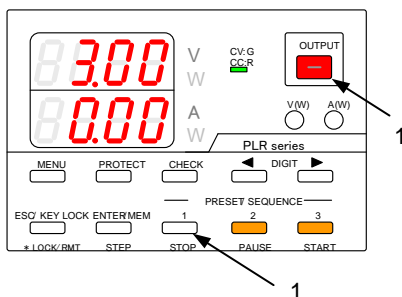 3.00 V CV:G OUTPUT
W CC:R
0.00 A V(W) A(W)
W
1
PLR series
MENU PROTECT CHECK ◄ DIGIT ►
PRESET/ SEQUENCE
ESC/ KEY LOCK ENTER/MEM 1 2 3
* LOCK/RMT STEP STOP PAUSE START
1